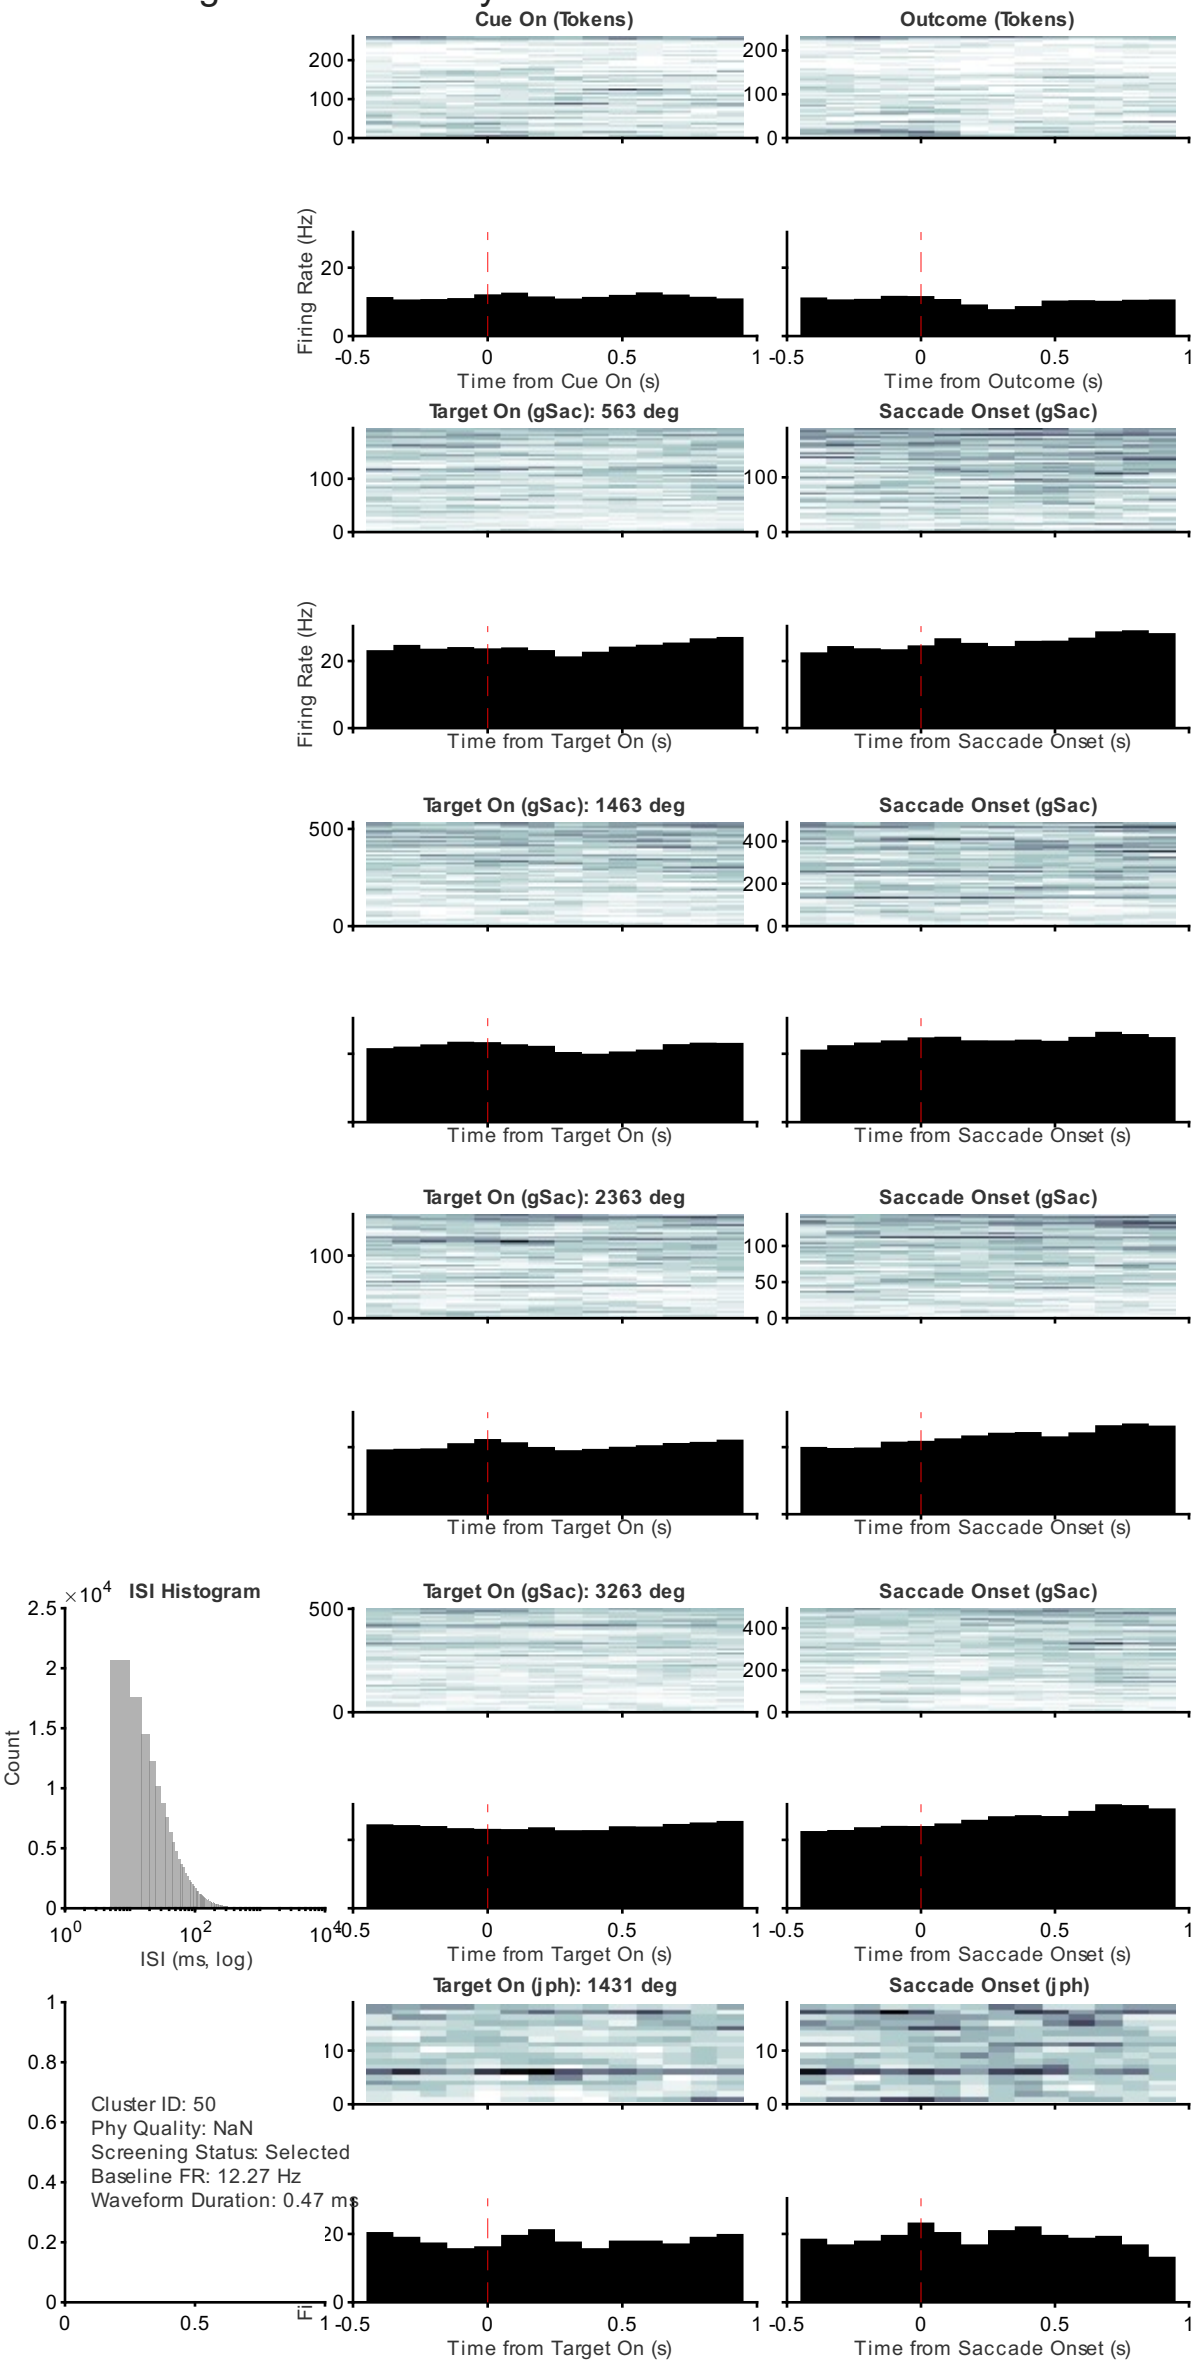 Cue On (Tokens)
Outcome (Tokens)
200
100
0
200
100
0
Firing Rate (Hz)
20
0
-0.5
0
0.5
1
-0.5
0
0.5
1
Time from Cue On (s)
Time from Outcome (s)
Target On (gSac): 563 deg
Saccade Onset (gSac)
100
0
100
0
Firing Rate (Hz)
20
0
Time from Target On (s)
Time from Saccade Onset (s)
Target On (gSac): 1463 deg
Saccade Onset (gSac)
500
0
400
200
0
Time from Target On (s)
Time from Saccade Onset (s)
Target On (gSac): 2363 deg
Saccade Onset (gSac)
100
0
100
50
0
Time from Target On (s)
Time from Saccade Onset (s)
×10⁴
ISI Histogram
2.5
2
1.5
1
0.5
0
Count
10⁰
10²
10⁴
ISI (ms, log)
Target On (gSac): 3263 deg
Saccade Onset (gSac)
500
0
400
200
0
-0.5
0
0.5
1
-0.5
0
0.5
1
Time from Target On (s)
Time from Saccade Onset (s)
Target On (jph): 1431 deg
Saccade Onset (jph)
10
0
10
0
1
0.8
0.6
0.4
0.2
0
0
0.5
1
Cluster ID: 50
Phy Quality: NaN
Screening Status: Selected
Baseline FR: 12.27 Hz
Waveform Duration: 0.47 ms
Fi
20
0
-0.5
0
0.5
1
-0.5
0
0.5
1
Time from Target On (s)
Time from Saccade Onset (s)